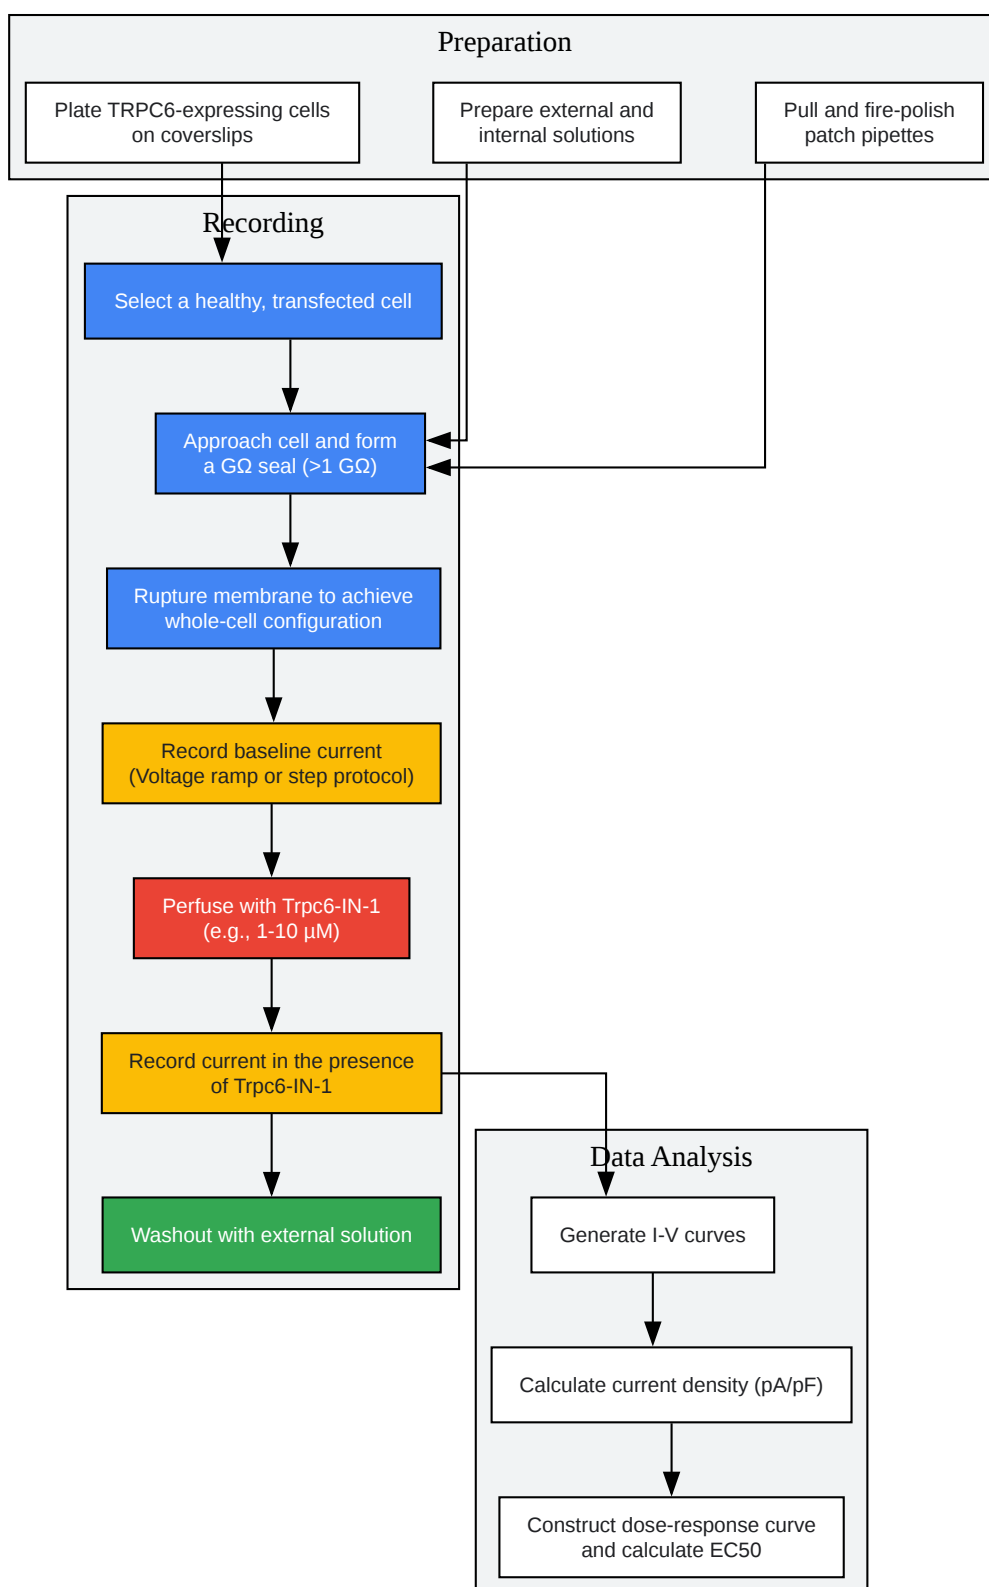 Preparation
Plate TRPC6-expressing cells
on coverslips
Prepare external and
internal solutions
Pull and fire-polish
patch pipettes
Recording
Select a healthy, transfected cell
Approach cell and form
a GΩ seal (>1 GΩ)
Rupture membrane to achieve
whole-cell configuration
Record baseline current
(Voltage ramp or step protocol)
Perfuse with Trpc6-IN-1
(e.g., 1-10 µM)
Record current in the presence
of Trpc6-IN-1
Washout with external solution
Data Analysis
Generate I-V curves
Calculate current density (pA/pF)
Construct dose-response curve
and calculate EC50